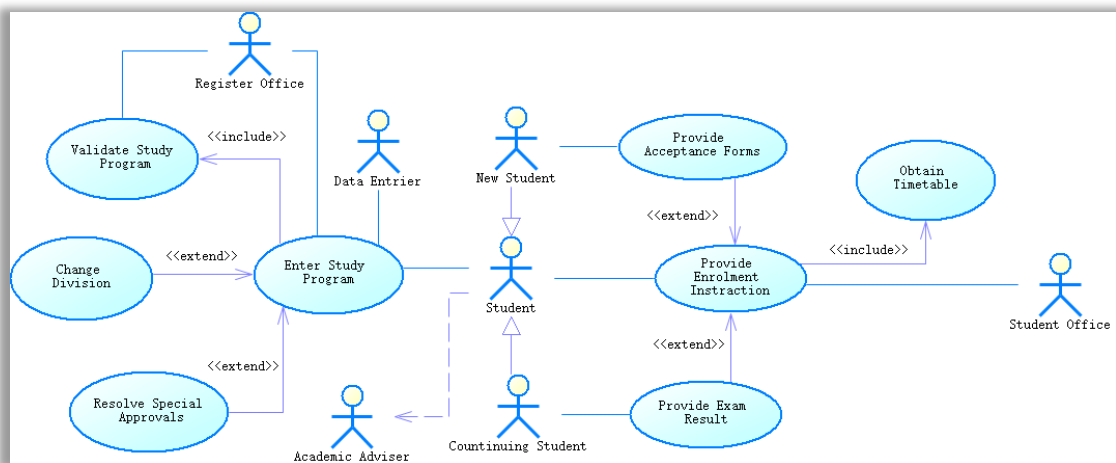 Register Office
<<include>>
Validate Study
Program
Data Entrier
New Student
Provide
Acceptance Forms
Obtain
Timetable
<<extend>>
<<include>>
<<extend>>
Change
Division
Enter Study
Program
Student
Provide
Enrolment
Instraction
Student Office
<<extend>>
<<extend>>
Resolve Special
Approvals
Academic Adviser
Countinuing Student
Provide Exam
Result